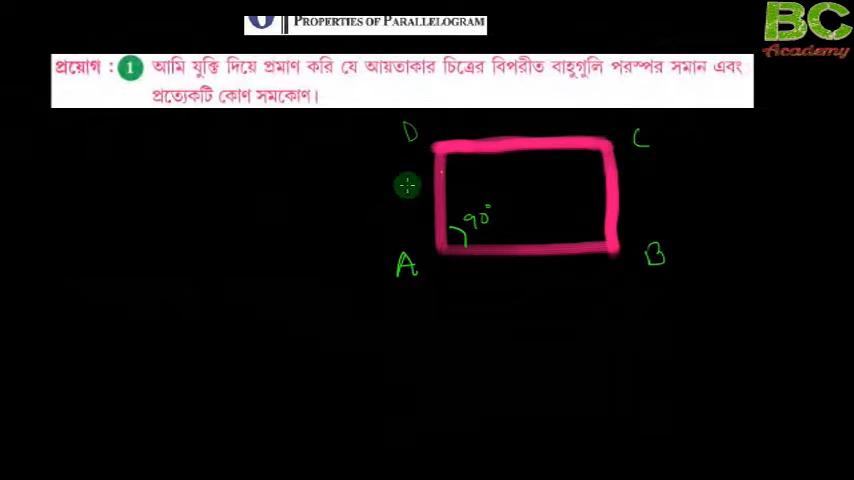 PROPERTIES OF PARALLELOGRAM
BC
Academy
প্রয়োগ : 1 আমি যুক্তি দিয়ে প্রমাণ করি যে আয়তাকার চিত্রের বিপরীত বাহুগুলি পরস্পর সমান এবং
প্রত্যেকটি কোণ সমকোণ।
D
C
90°
A
B